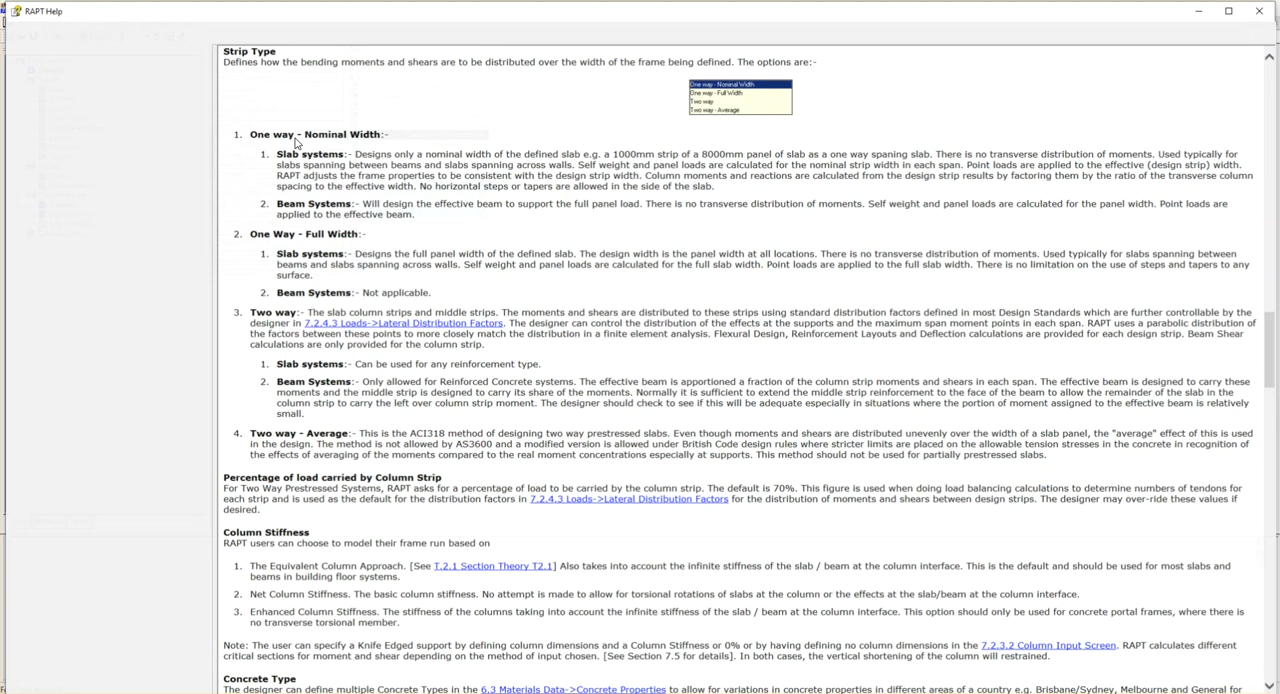 RAPT Help
Strip Type
Defines how the bending moments and shears are to be distributed over the width of the frame being defined. The options are:-
One way - Nominal Width
One way - Full Width
Two way
Two way - Average
1. One way - Nominal Width:-
1. Slab systems:- Designs only a nominal width of the defined slab e.g. a 1000mm strip of a 8000mm panel of slab as a one way spaning slab. There is no transverse distribution of moments. Used typically for
slabs spanning between beams and slabs spanning across walls. Self weight and panel loads are calculated for the nominal strip width in each span. Point loads are applied to the effective (design strip) width.
RAPT adjusts the frame properties to be consistent with the design strip width. Column moments and reactions are calculated from the design strip results by factoring them by the ratio of the transverse column
spacing to the effective width. No horizontal steps or tapers are allowed in the side of the slab.
2. Beam Systems:- Will design the effective beam to support the full panel load. There is no transverse distribution of moments. Self weight and panel loads are calculated for the panel width. Point loads are
applied to the effective beam.
2. One Way - Full Width:-
1. Slab systems:- Designs the full panel width of the defined slab. The design width is the panel width at all locations. There is no transverse distribution of moments. Used typically for slabs spanning between
beams and slabs spanning across walls. Self weight and panel loads are calculated for the full slab width. Point loads are applied to the full slab width. There is no limitation on the use of steps and tapers to any
surface.
2. Beam Systems:- Not applicable.
3. Two way:- The slab column strips and middle strips. The moments and shears are distributed to these strips using standard distribution factors defined in most Design Standards which are further controllable by the
designer in 7.2.4.3 Loads->Lateral Distribution Factors. The designer can control the distribution of the effects at the supports and the maximum span moment points in each span. RAPT uses a parabolic distribution of
the factors between these points to more closely match the distribution in a finite element analysis. Flexural Design, Reinforcement Layouts and Deflection calculations are provided for each design strip. Beam Shear
calculations are only provided for the column strip.
1. Slab systems:- Can be used for any reinforcement type.
2. Beam Systems:- Only allowed for Reinforced Concrete systems. The effective beam is apportioned a fraction of the column strip moments and shears in each span. The effective beam is designed to carry these
moments and the middle strip is designed to carry its share of the moments. Normally it is sufficient to extend the middle strip reinforcement to the face of the beam to allow the remainder of the slab in the
column strip to carry the left over column strip moment. The designer should check to see if this will be adequate especially in situations where the portion of moment assigned to the effective beam is relatively
small.
4. Two way - Average:- This is the ACI318 method of designing two way prestressed slabs. Even though moments and shears are distributed unevenly over the width of a slab panel, the "average" effect of this is used
in the design. The method is not allowed by AS3600 and a modified version is allowed under British Code design rules where stricter limits are placed on the allowable tension stresses in the concrete in recognition of
the effects of averaging of the moments compared to the real moment concentrations especially at supports. This method should not be used for partially prestressed slabs.
Percentage of load carried by Column Strip
For Two Way Prestressed Systems, RAPT asks for a percentage of load to be carried by the column strip. The default is 70%. This figure is used when doing load balancing calculations to determine numbers of tendons for
each strip and is used as the default for the distribution factors in 7.2.4.3 Loads->Lateral Distribution Factors for the distribution of moments and shears between design strips. The designer may over-ride these values if
desired.
Column Stiffness
RAPT users can choose to model their frame run based on
1. The Equivalent Column Approach. [See T.2.1 Section Theory T2.1] Also takes into account the infinite stiffness of the slab / beam at the column interface. This is the default and should be used for most slabs and
beams in building floor systems.
2. Net Column Stiffness. The basic column stiffness. No attempt is made to allow for torsional rotations of slabs at the column or the effects at the slab/beam at the column interface.
3. Enhanced Column Stiffness. The stiffness of the columns taking into account the infinite stiffness of the slab / beam at the column interface. This option should only be used for concrete portal frames, where there is
no transverse torsional member.
Note: The user can specify a Knife Edged support by defining column dimensions and a Column Stiffness or 0% or by having defining no column dimensions in the 7.2.3.2 Column Input Screen. RAPT calculates different
critical sections for moment and shear depending on the method of input chosen. [See Section 7.5 for details]. In both cases, the vertical shortening of the column will restrained.
Concrete Type
The designer can define multiple Concrete Types in the 6.3 Materials Data->Concrete Properties to allow for variations in concrete properties in different areas of a country e.g. Brisbane/Sydney, Melbourne and General for